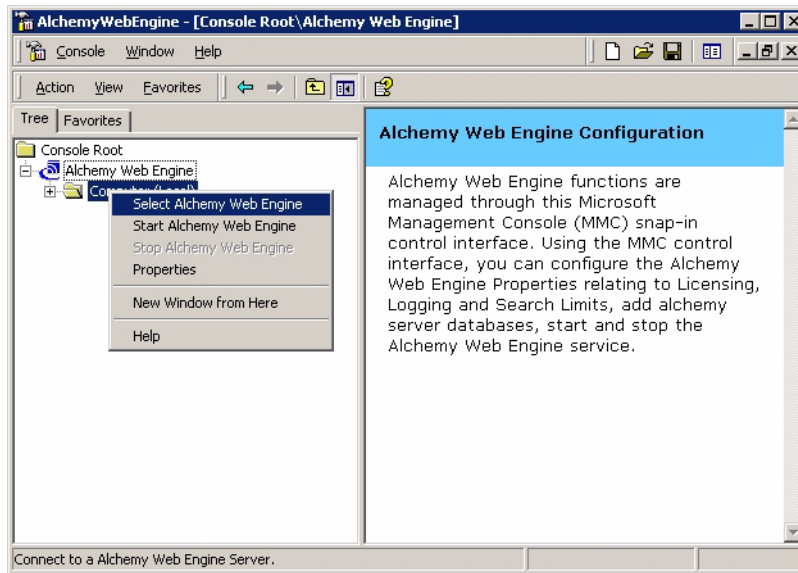 AlchemyWebEngine - [Console Root\Alchemy Web Engine]
Console Window Help
Action View Favorites
Tree Favorites
Console Root
Alchemy Web Engine
Computer (Local)
Select Alchemy Web Engine
Start Alchemy Web Engine
Stop Alchemy Web Engine
Properties
New Window from Here
Help
Alchemy Web Engine Configuration
Alchemy Web Engine functions are
managed through this Microsoft
Management Console (MMC) snap-in
control interface. Using the MMC control
interface, you can configure the Alchemy
Web Engine Properties relating to Licensing,
Logging and Search Limits, add alchemy
server databases, start and stop the
Alchemy Web Engine service.
Connect to a Alchemy Web Engine Server.